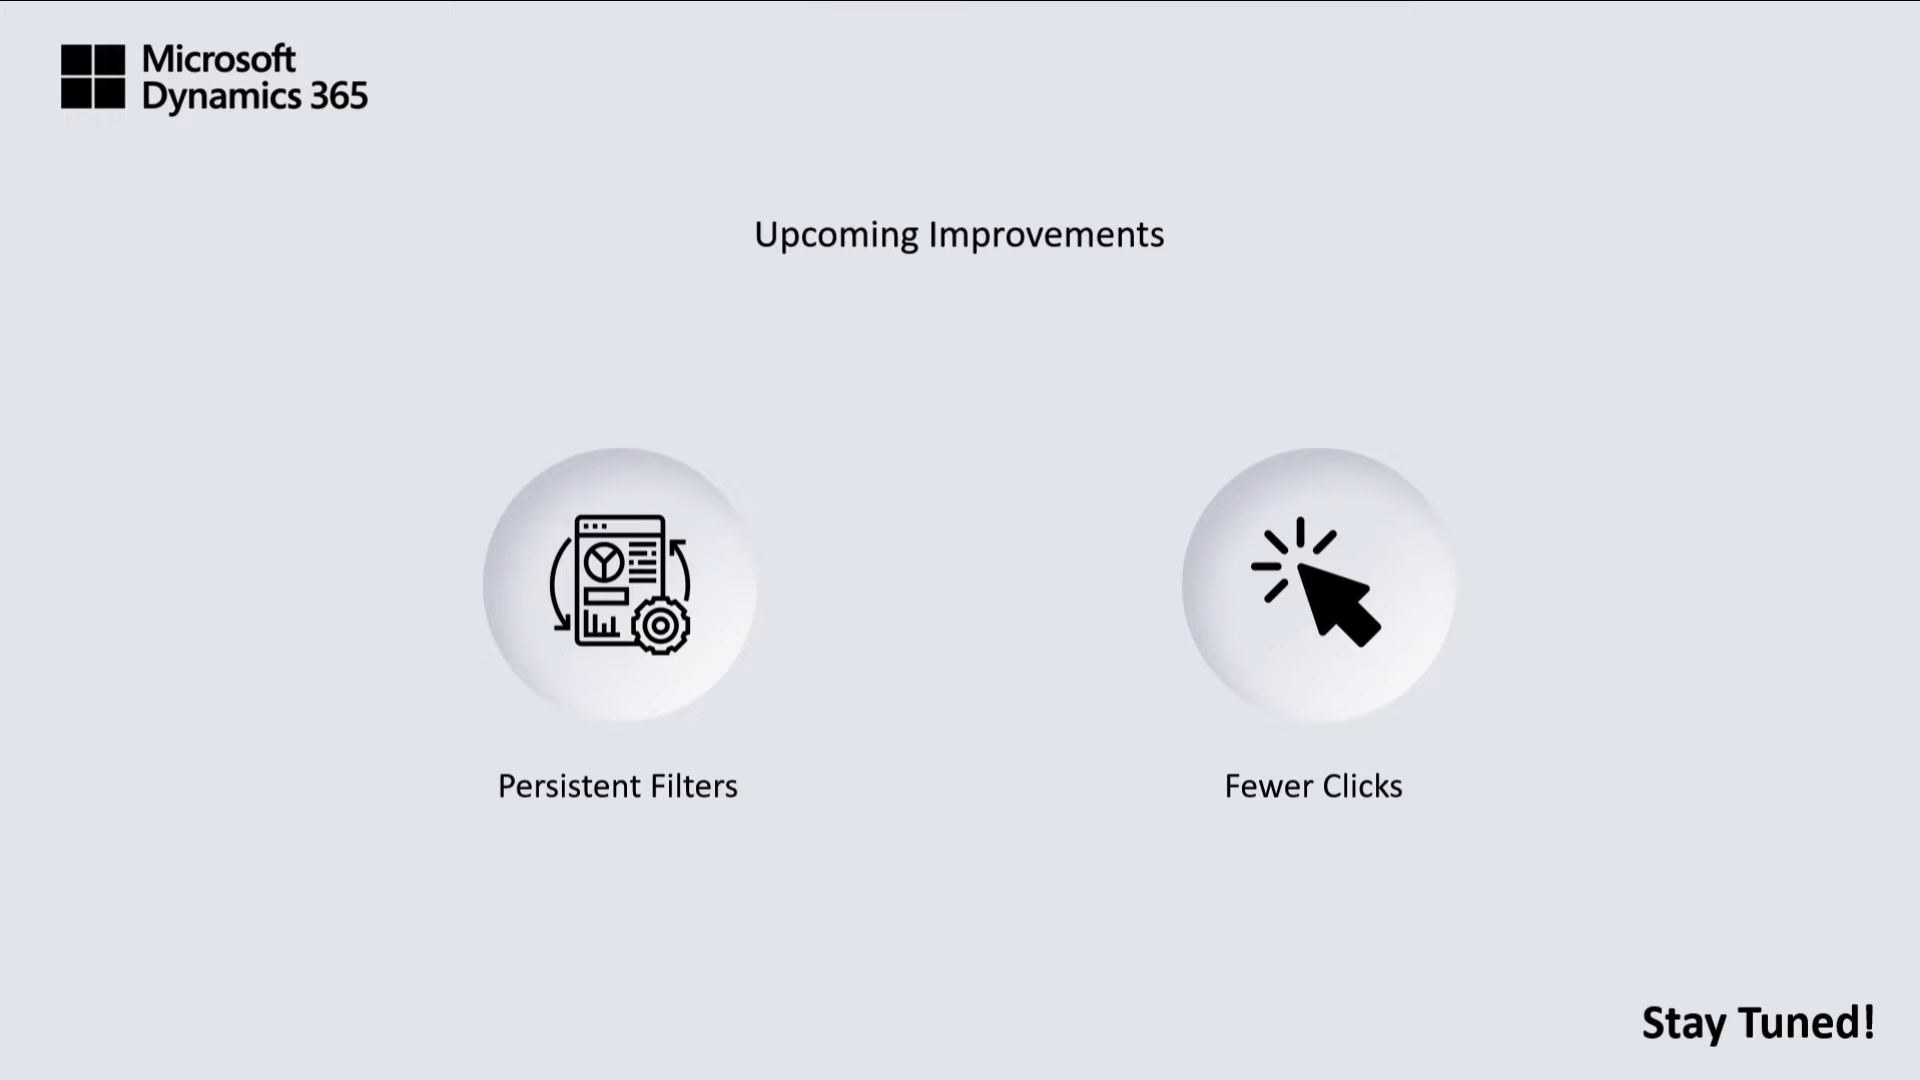 Microsoft
Dynamics 365
Upcoming Improvements
Persistent Filters
Fewer Clicks
Stay Tuned!